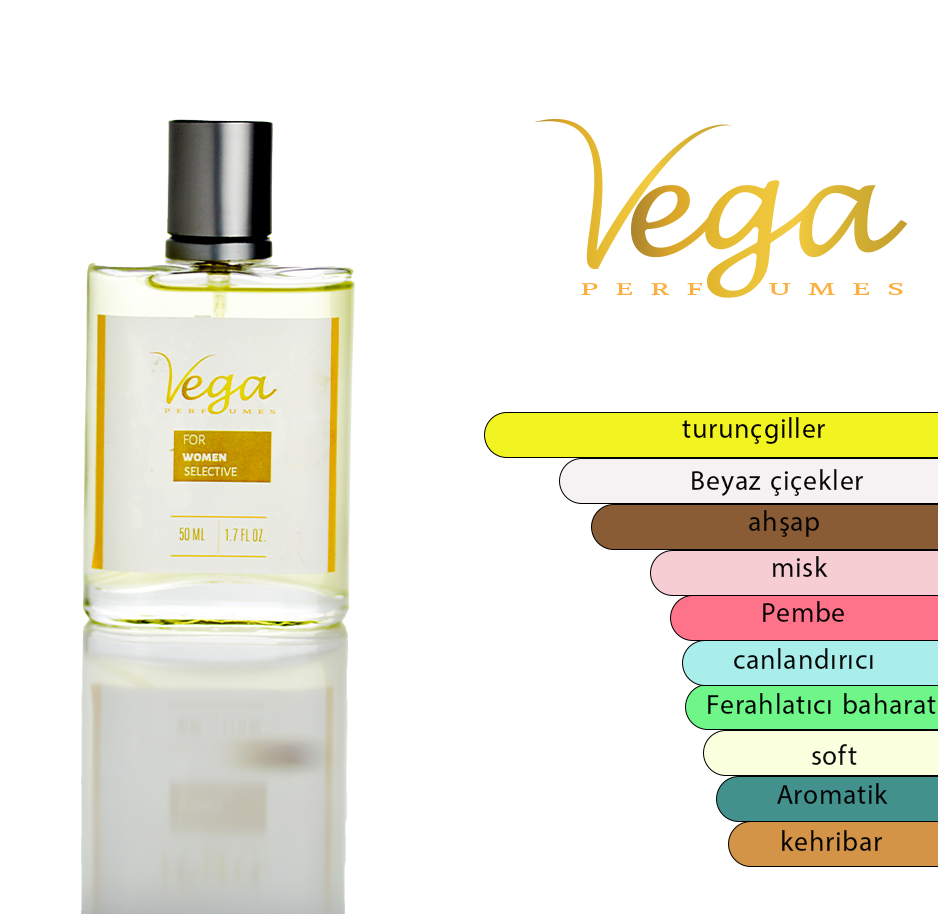 Vega
PERFUMES
Vega
PERFUMES
FOR
WOMEN
SELECTIVE
50 ML 1.7 FL OZ.
turunçgiller
Beyaz çiçekler
ahşap
misk
Pembe
canlandırıcı
Ferahlatıcı baharat
soft
Aromatik
kehribar